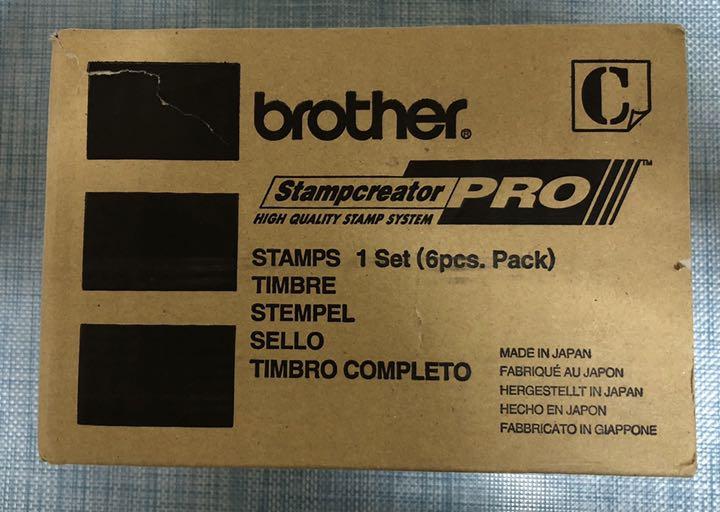 brother®
C
Stampcreator PRO™
HIGH QUALITY STAMP SYSTEM
STAMPS 1 Set (6pcs. Pack)
TIMBRE
STEMPEL
SELLO
TIMBRO COMPLETO
MADE IN JAPAN
FABRIQUÉ AU JAPON
HERGESTELLT IN JAPAN
HECHO EN JAPON
FABBRICATO IN GIAPPONE